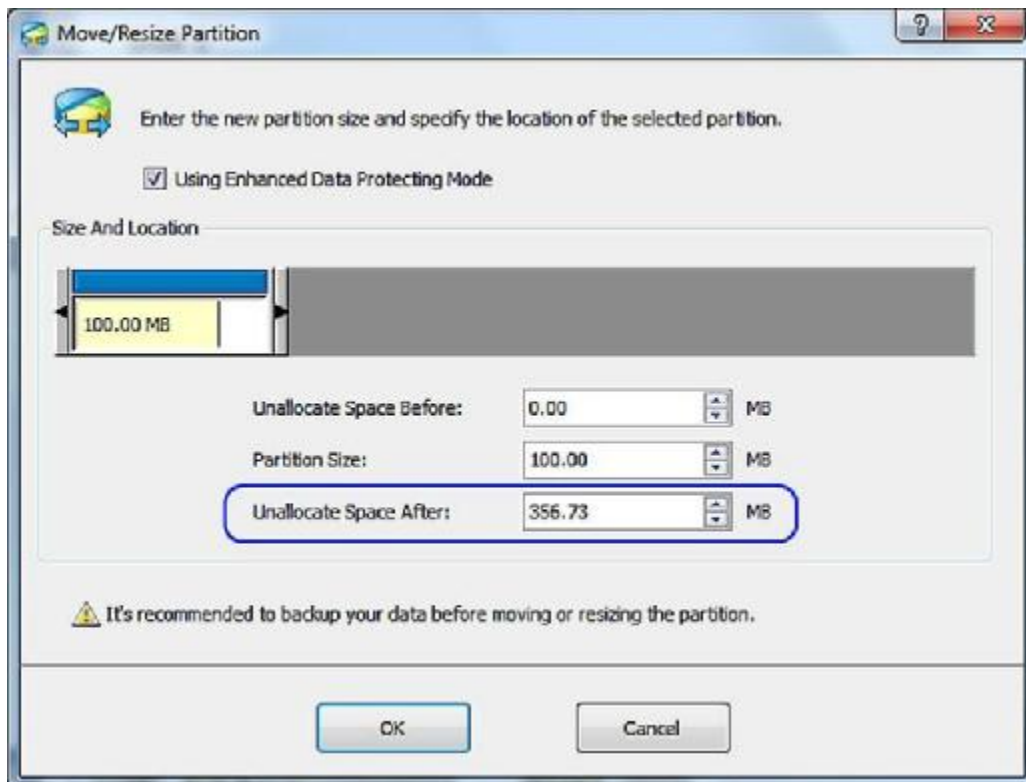 Move/Resize Partition
Enter the new partition size and specify the location of the selected partition.
Using Enhanced Data Protecting Mode
Size And Location
100.00 MB
Unallocate Space Before: 0.00 MB
Partition Size: 100.00 MB
Unallocate Space After: 356.73 MB
It's recommended to backup your data before moving or resizing the partition.
OK Cancel